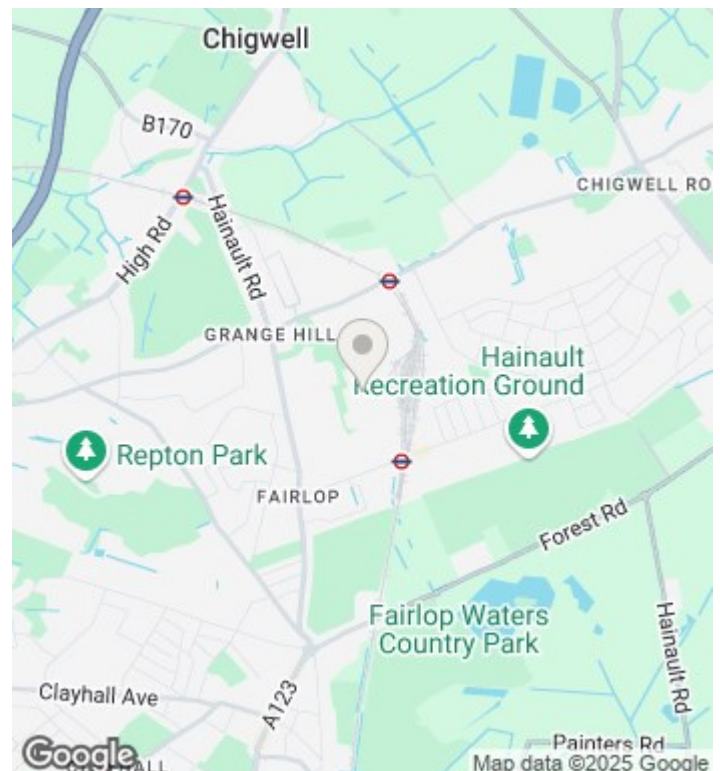 Chigwell
B170
CHIGWELL RO
High Rd
Hainault Rd
GRANGE HILL
Hainault
Recreation Ground
Repton Park
FAIRLOP
Forest Rd
Fairlop Waters
Country Park
Hainault Rd
Clayhall Ave
A123
Painters Rd
Google
Map data ©2025 Google